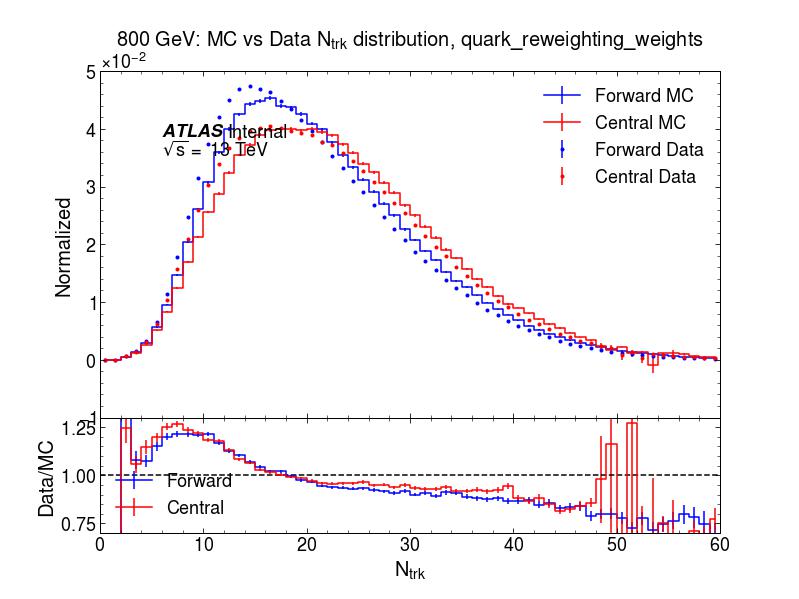 800 GeV: MC vs Data Ntrk distribution, quark_reweighting_weights
×10−2
5
4
3
2
1
0
−1
Normalized
ATLAS Internal
√s = 13 TeV
Forward MC
Central MC
Forward Data
Central Data
1.25
1.00
0.75
Data/MC
Forward
Central
0 10 20 30 40 50 60
Ntrk